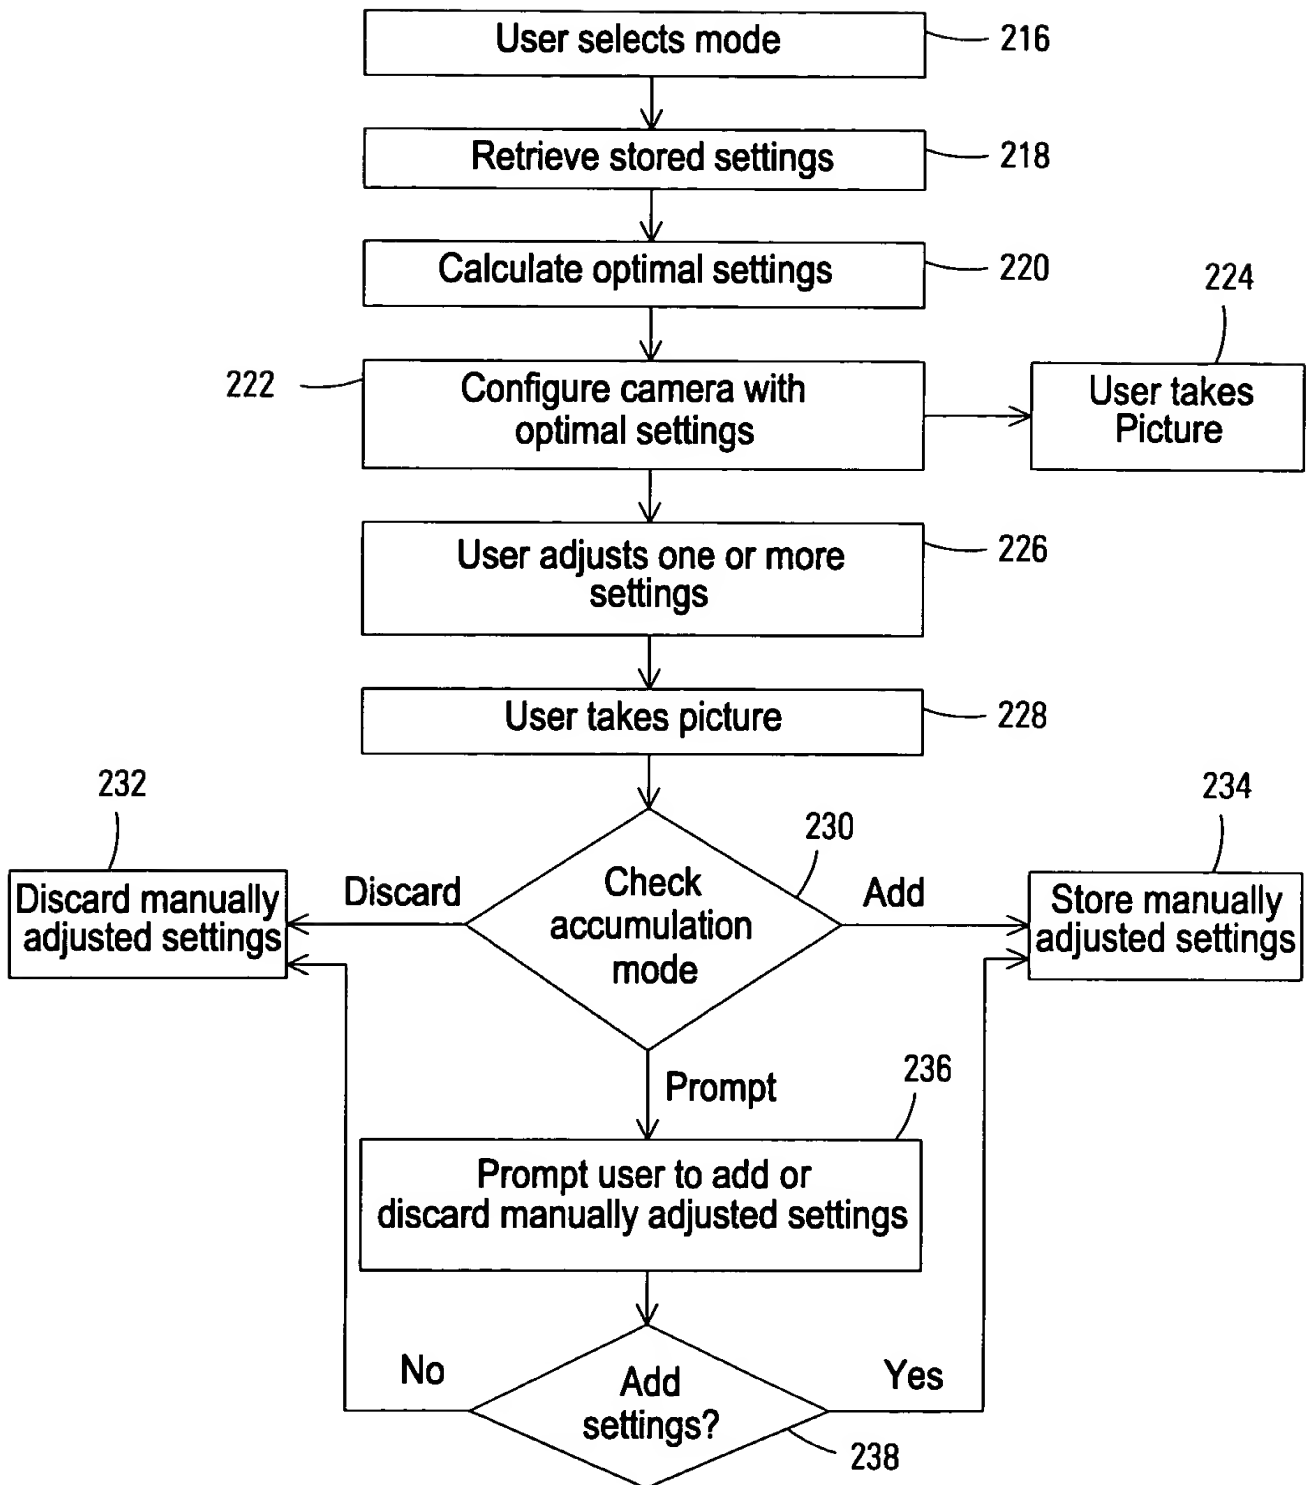 User selects mode
216
Retrieve stored settings
218
Calculate optimal settings
220
224
222
Configure camera with
optimal settings
User takes
Picture
User adjusts one or more
settings
226
User takes picture
228
232
234
230
Discard manually
adjusted settings
Discard
Check
accumulation
mode
Add
Store manually
adjusted settings
Prompt
236
Prompt user to add or
discard manually adjusted settings
No
Add
settings?
Yes
238